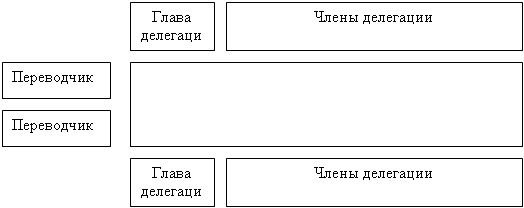 Глава
делегаци
Члены делегации
Переводчик
Переводчик
Глава
делегаци
Члены делегации